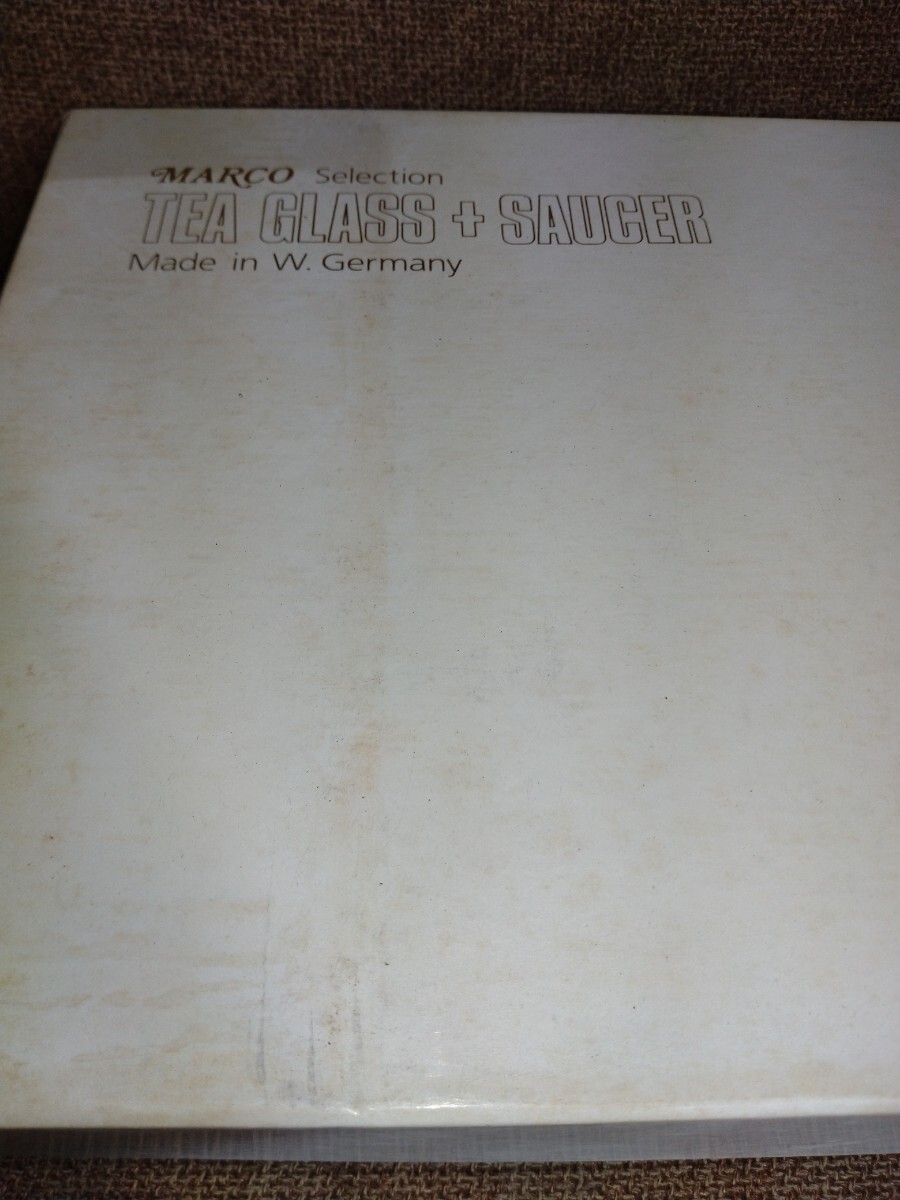 MARCO Selection
TEA GLASS + SAUCER
Made in W. Germany